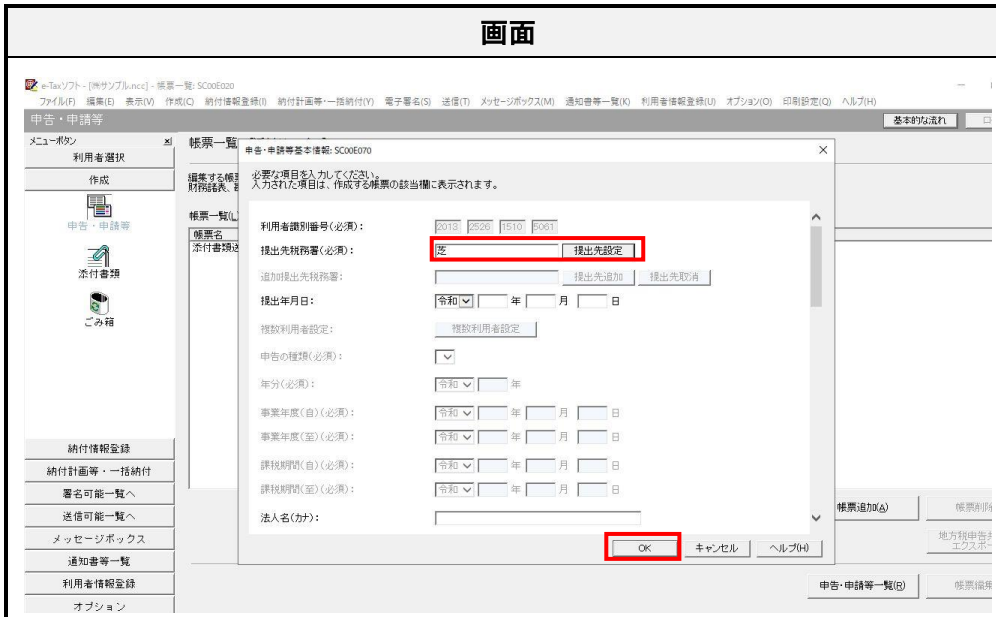 画面
e-Taxソフト - [㈱サンプル.ncc] - 帳票一覧: SC00E020
ファイル(F) 編集(E) 表示(V) 作成(C) 納付情報登録(I) 納付計画等・一括納付(Y) 電子署名(S) 送信(T) メッセージボックス(M) 通知書等一覧(K) 利用者情報登録(U) オプション(O) 印刷設定(Q) ヘルプ(H)
申告・申請等
基本的な流れ
メニューボタン
利用者選択
作成
申告・申請等
添付書類
ごみ箱
納付情報登録
納付計画等・一括納付
署名可能一覧へ
送信可能一覧へ
メッセージボックス
通知書等一覧
利用者情報登録
オプション
帳票一覧
編集する帳
財務諸表、
帳票一覧(L
帳票名
添付書類送
申告・申請等基本情報: SC00E070
必要な項目を入力してください。
入力された項目は、作成する帳票の該当欄に表示されます。
利用者識別番号(必須): 2013 2526 1510 5061
提出先税務署(必須): 芝 提出先設定
追加提出先税務署: 提出先追加 提出先取消
提出年月日: 令和 年 月 日
複数利用者設定: 複数利用者設定
申告の種類(必須):
年分(必須): 令和 年
事業年度(自)(必須): 令和 年 月 日
事業年度(至)(必須): 令和 年 月 日
課税期間(自)(必須): 令和 年 月 日
課税期間(至)(必須): 令和 年 月 日
法人名(カナ):
OK キャンセル ヘルプ(H)
帳票追加(A) 帳票削除
地方税申告
エクスポー
申告・申請等一覧(R) 帳票編集